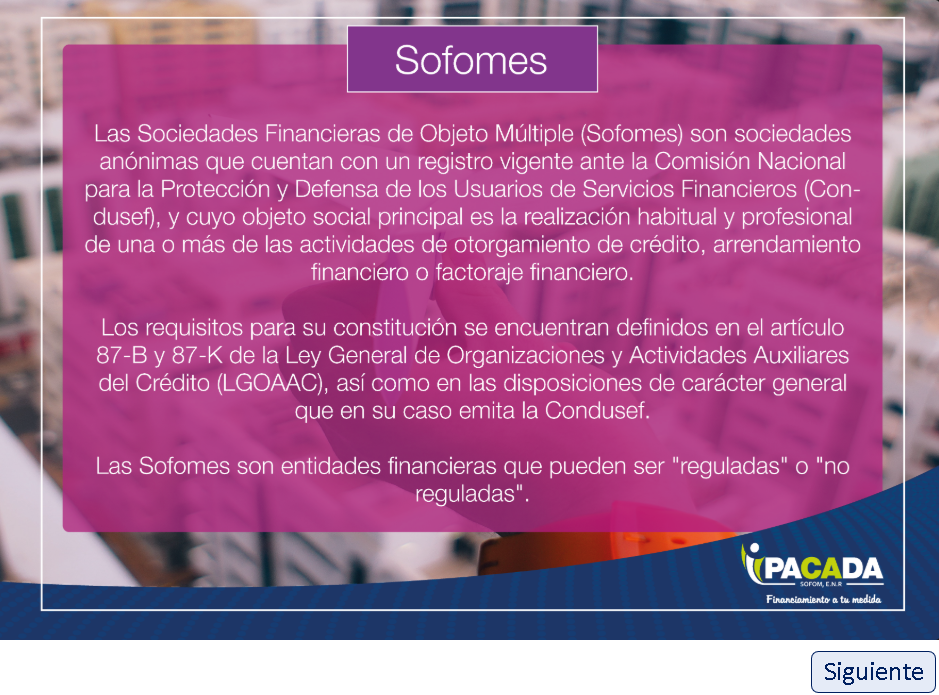 Sofomes
Las Sociedades Financieras de Objeto Múltiple (Sofomes) son sociedades
anónimas que cuentan con un registro vigente ante la Comisión Nacional
para la Protección y Defensa de los Usuarios de Servicios Financieros (Con-
dusef), y cuyo objeto social principal es la realización habitual y profesional
de una o más de las actividades de otorgamiento de crédito, arrendamiento
financiero o factoraje financiero.
Los requisitos para su constitución se encuentran definidos en el artículo
87-B y 87-K de la Ley General de Organizaciones y Actividades Auxiliares
del Crédito (LGOAAC), así como en las disposiciones de carácter general
que en su caso emita la Condusef.
Las Sofomes son entidades financieras que pueden ser "reguladas" o "no
reguladas".
PACADA
SOFOM, E.N.R
Financiamiento a tu medida
Siguiente